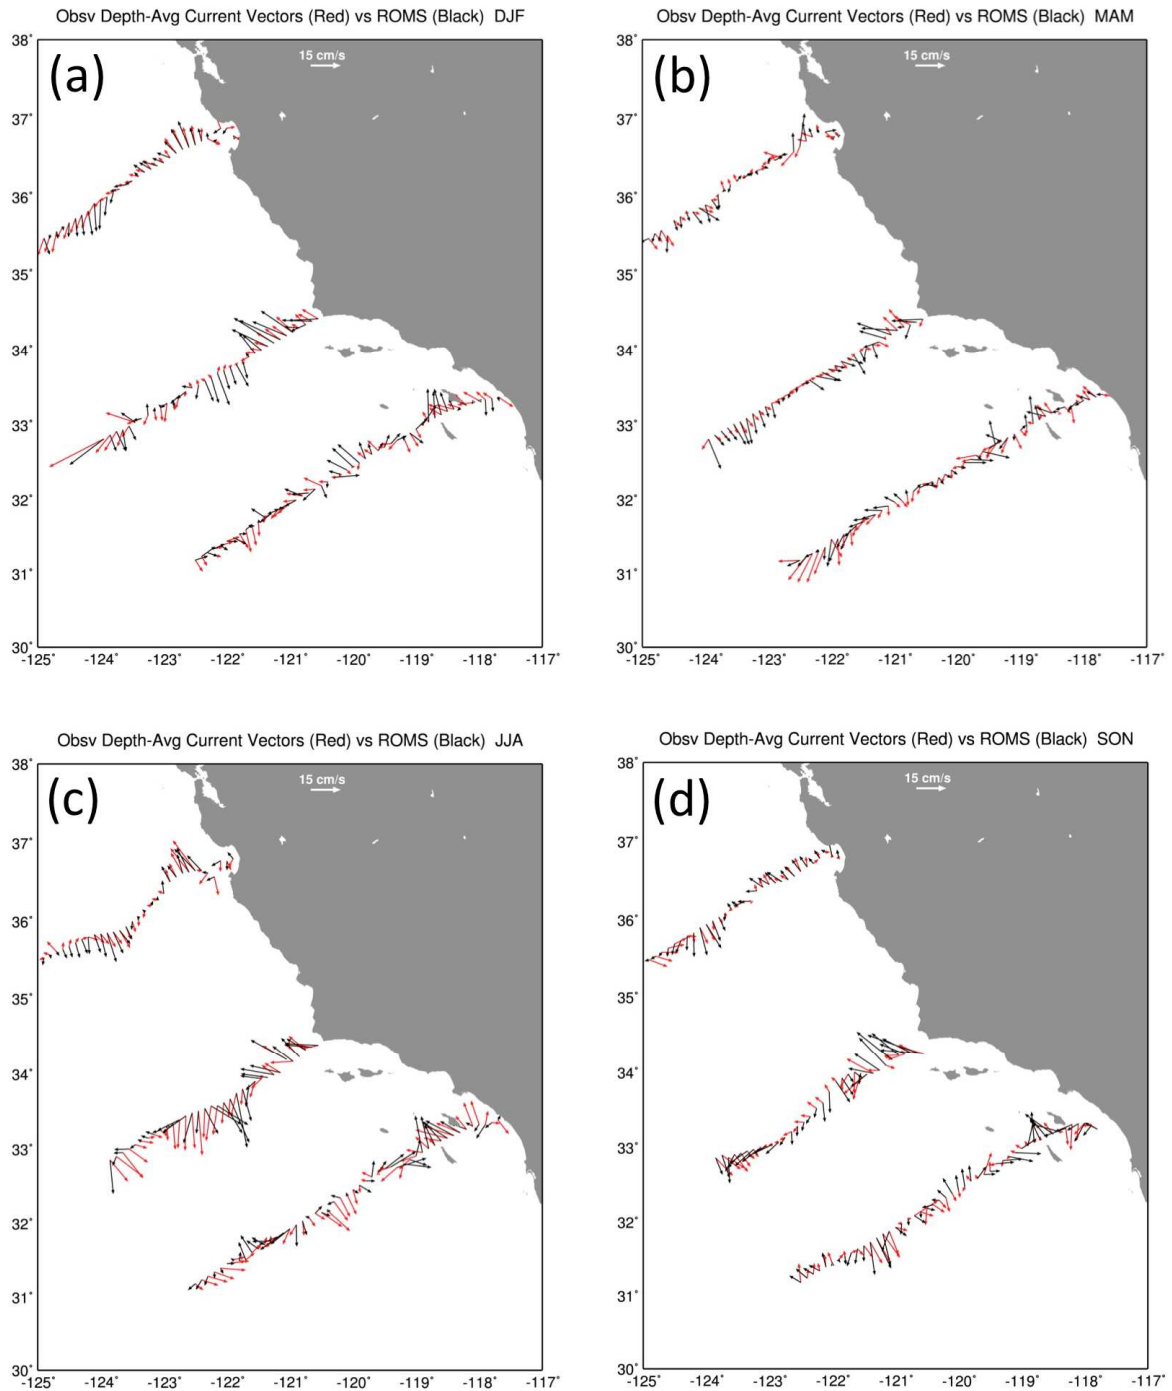 Obsv Depth-Avg Current Vectors (Red) vs ROMS (Black) DJF
(a)
15 cm/s
38°
37°
36°
35°
34°
33°
32°
31°
30°
-125° -124° -123° -122° -121° -120° -119° -118° -117°
Obsv Depth-Avg Current Vectors (Red) vs ROMS (Black) MAM
(b)
15 cm/s
38°
37°
36°
35°
34°
33°
32°
31°
30°
-125° -124° -123° -122° -121° -120° -119° -118° -117°
Obsv Depth-Avg Current Vectors (Red) vs ROMS (Black) JJA
(c)
15 cm/s
38°
37°
36°
35°
34°
33°
32°
31°
30°
-125° -124° -123° -122° -121° -120° -119° -118° -117°
Obsv Depth-Avg Current Vectors (Red) vs ROMS (Black) SON
(d)
15 cm/s
38°
37°
36°
35°
34°
33°
32°
31°
30°
-125° -124° -123° -122° -121° -120° -119° -118° -117°